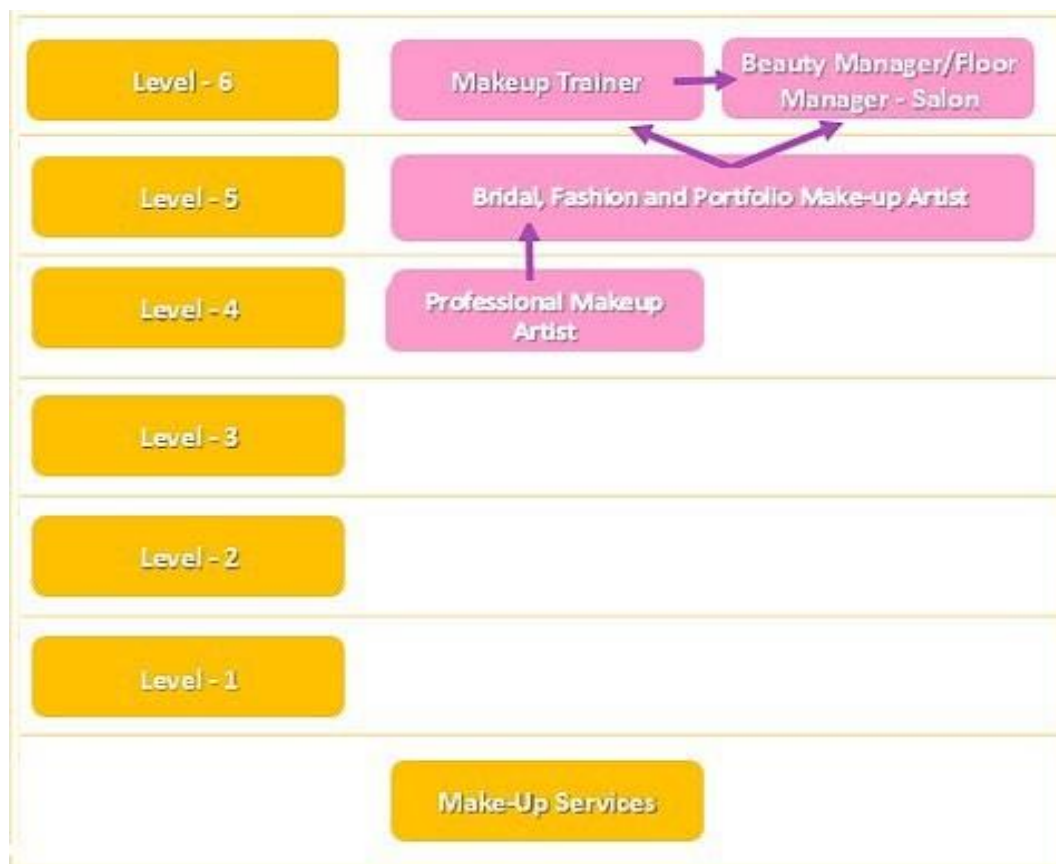 Level - 6
Makeup Trainer
Beauty Manager/Floor
Manager - Salon
Level - 5
Bridal, Fashion and Portfolio Make-up Artist
Level - 4
Professional Makeup
Artist
Level - 3
Level - 2
Level - 1
Make-Up Services